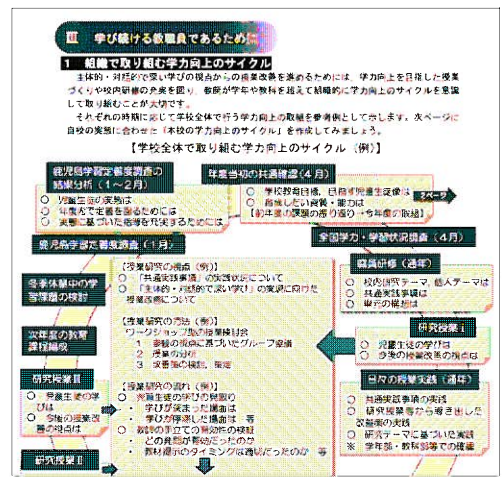 Ⅲ 学び続ける教職員であるために
1 組織で取り組む学力向上のサイクル
主体的・対話的で深い学びの視点からの授業改善を進めるためには、学力向上を目指した授業
づくりや校内研修の充実を図り、教師が学年や教科を超えて組織的に学力向上のサイクルを意識
して取り組むことが大切です。
それぞれの時期に応じて学校全体で行う学力向上の取組を参考例として示します。次ページに
自校の実態に合わせた「本校の学力向上のサイクル」を作成してみましょう。
【学校全体で取り組む学力向上のサイクル（例）】
鹿児島学習定着度調査の
結果分析（1～2月）
○ 児童生徒の実態は
○ 年度内で定着を図るためには
○ 実態に基づいた指導を充実するためには
年度当初の共通確認（4月）
○ 学校教育目標、目指す児童生徒像は
○ 育成したい資質・能力は
【前年度の課題の振り返り→今年度の取組】
2ページ
鹿児島学習定着度調査（1月）
全国学力・学習状況調査（4月）
冬季休業中の学
習課題の検討
次年度の教育
課程編成
研究授業Ⅲ
○ 児童生徒の学
びは
○ 今後の授業改
善の視点は
研究授業Ⅱ
【授業研究の視点（例）】
○ 「共通実践事項」の実践状況について
○ 「主体的・対話的で深い学び」の実現に向けた
授業改善について
【授業研究の方法（例）】
ワークショップ型の授業検討会
1 参観の視点に基づいたグループ協議
2 授業の分析
3 改善策の検討、集約
【授業研究の流れ（例）】
○ 児童生徒の学びの見取り
・ 学びが深まった場面は
・ 学びが停滞した場面は 等
○ 教師の手立ての有効性の検証
・ どの発問が有効だったのか
・ 教材提示のタイミングは適切だったのか 等
職員研修（通年）
○ 校内研究テーマ、個人テーマは
○ 共通実践事項は
○ 単元の構想は
研究授業Ⅰ
○ 児童生徒の学びは
○ 今後の授業改善の視点は
日々の授業実践（通年）
○ 共通実践事項の実践
○ 研究授業等から導き出した
改善策の実践
○ 研究テーマに基づいた実践
※ 学年部・教科部等での確認